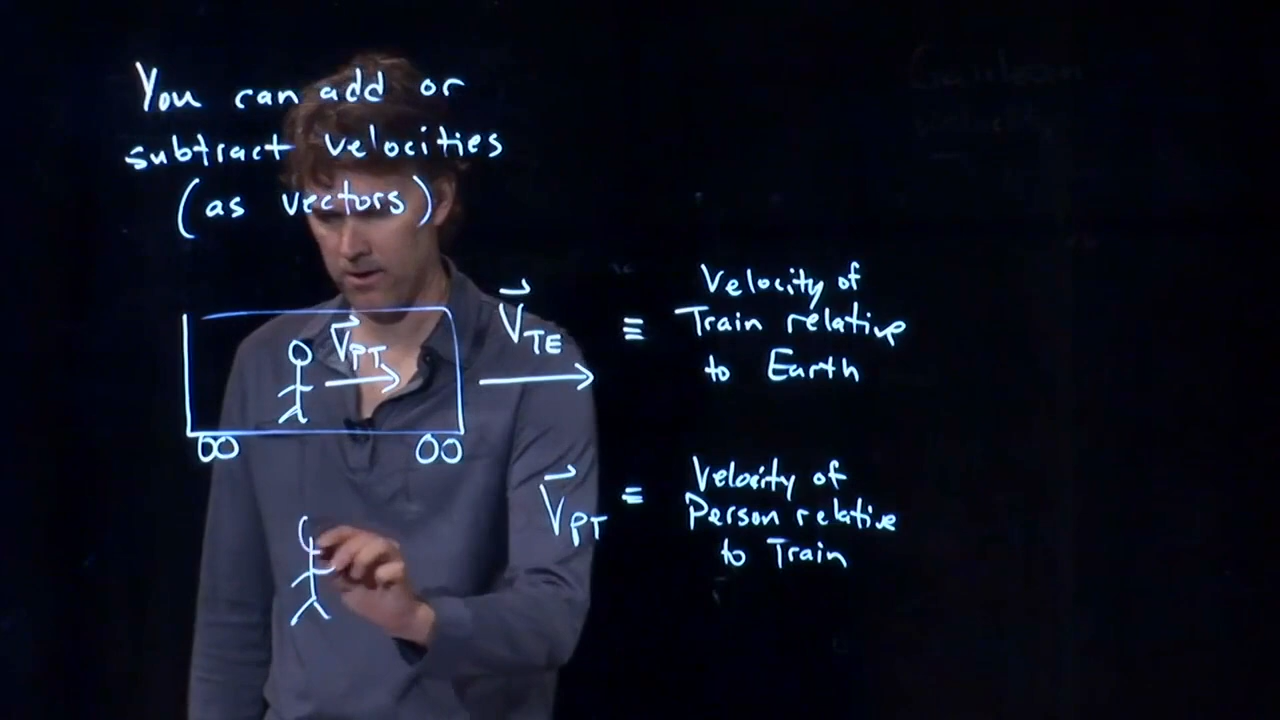 You can add or
subtract velocities
(as vectors)
V⃗PT
V⃗TE
≡ Velocity of
Train relative
to Earth
V⃗PT ≡ Velocity of
Person relative
to Train